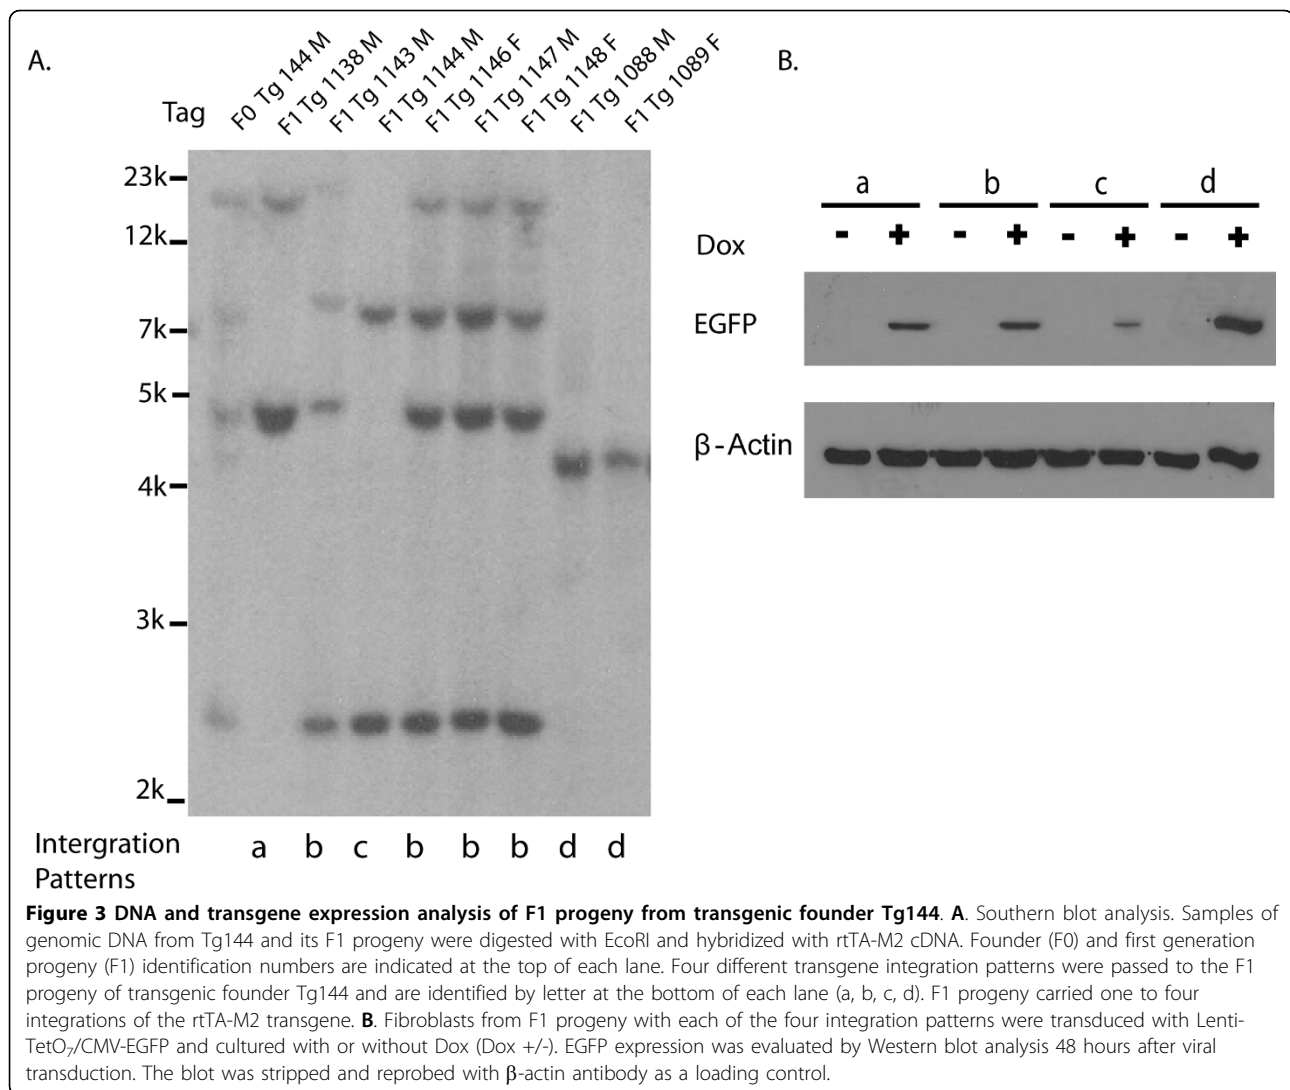 A.
F0 Tg 144 M
F1 Tg 1138 M
F1 Tg 1143 M
F1 Tg 1144 M
F1 Tg 1146 F
F1 Tg 1147 M
F1 Tg 1148 F
F1 Tg 1088 M
F1 Tg 1089 F
Tag
23k
12k
7k
5k
4k
3k
2k
Intergration
Patterns
a b c b b b d d
B.
a b c d
Dox - + - + - + - +
EGFP
β-Actin
Figure 3 DNA and transgene expression analysis of F1 progeny from transgenic founder Tg144. A. Southern blot analysis. Samples of
genomic DNA from Tg144 and its F1 progeny were digested with EcoRI and hybridized with rtTA-M2 cDNA. Founder (F0) and first generation
progeny (F1) identification numbers are indicated at the top of each lane. Four different transgene integration patterns were passed to the F1
progeny of transgenic founder Tg144 and are identified by letter at the bottom of each lane (a, b, c, d). F1 progeny carried one to four
integrations of the rtTA-M2 transgene. B. Fibroblasts from F1 progeny with each of the four integration patterns were transduced with Lenti-
TetO₇/CMV-EGFP and cultured with or without Dox (Dox +/-). EGFP expression was evaluated by Western blot analysis 48 hours after viral
transduction. The blot was stripped and reprobed with β-actin antibody as a loading control.